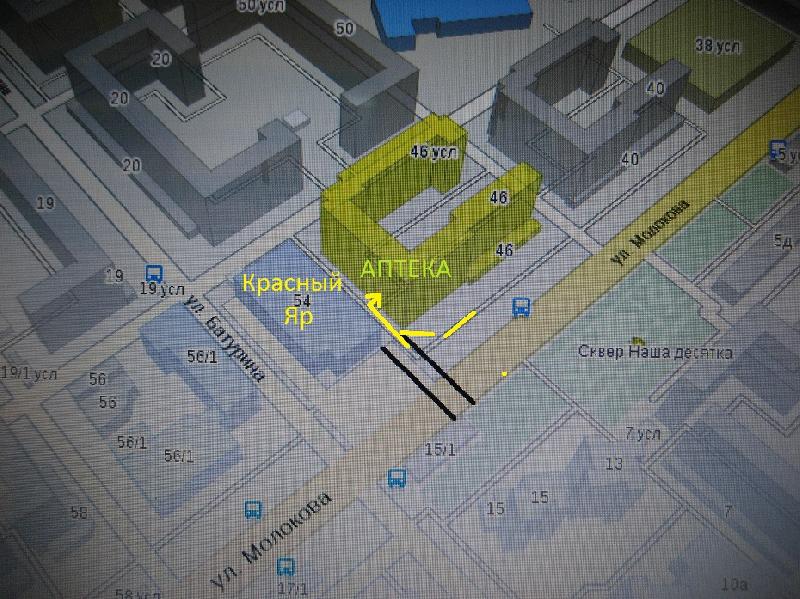 50 усл
50
20
38 усл
20
40
46 усл
40
20
46
19
ул. Молокова
46
5д
АПТЕКА
19
19 усл
Красный
54
Яр
ул. Батурина
56/1
Сквер Наша десятка
19/1 усл
56
56
7 усл
56/1
15/1
56/1
13
15
15
7
58
ул. Молокова
10а
58 усл
17/1